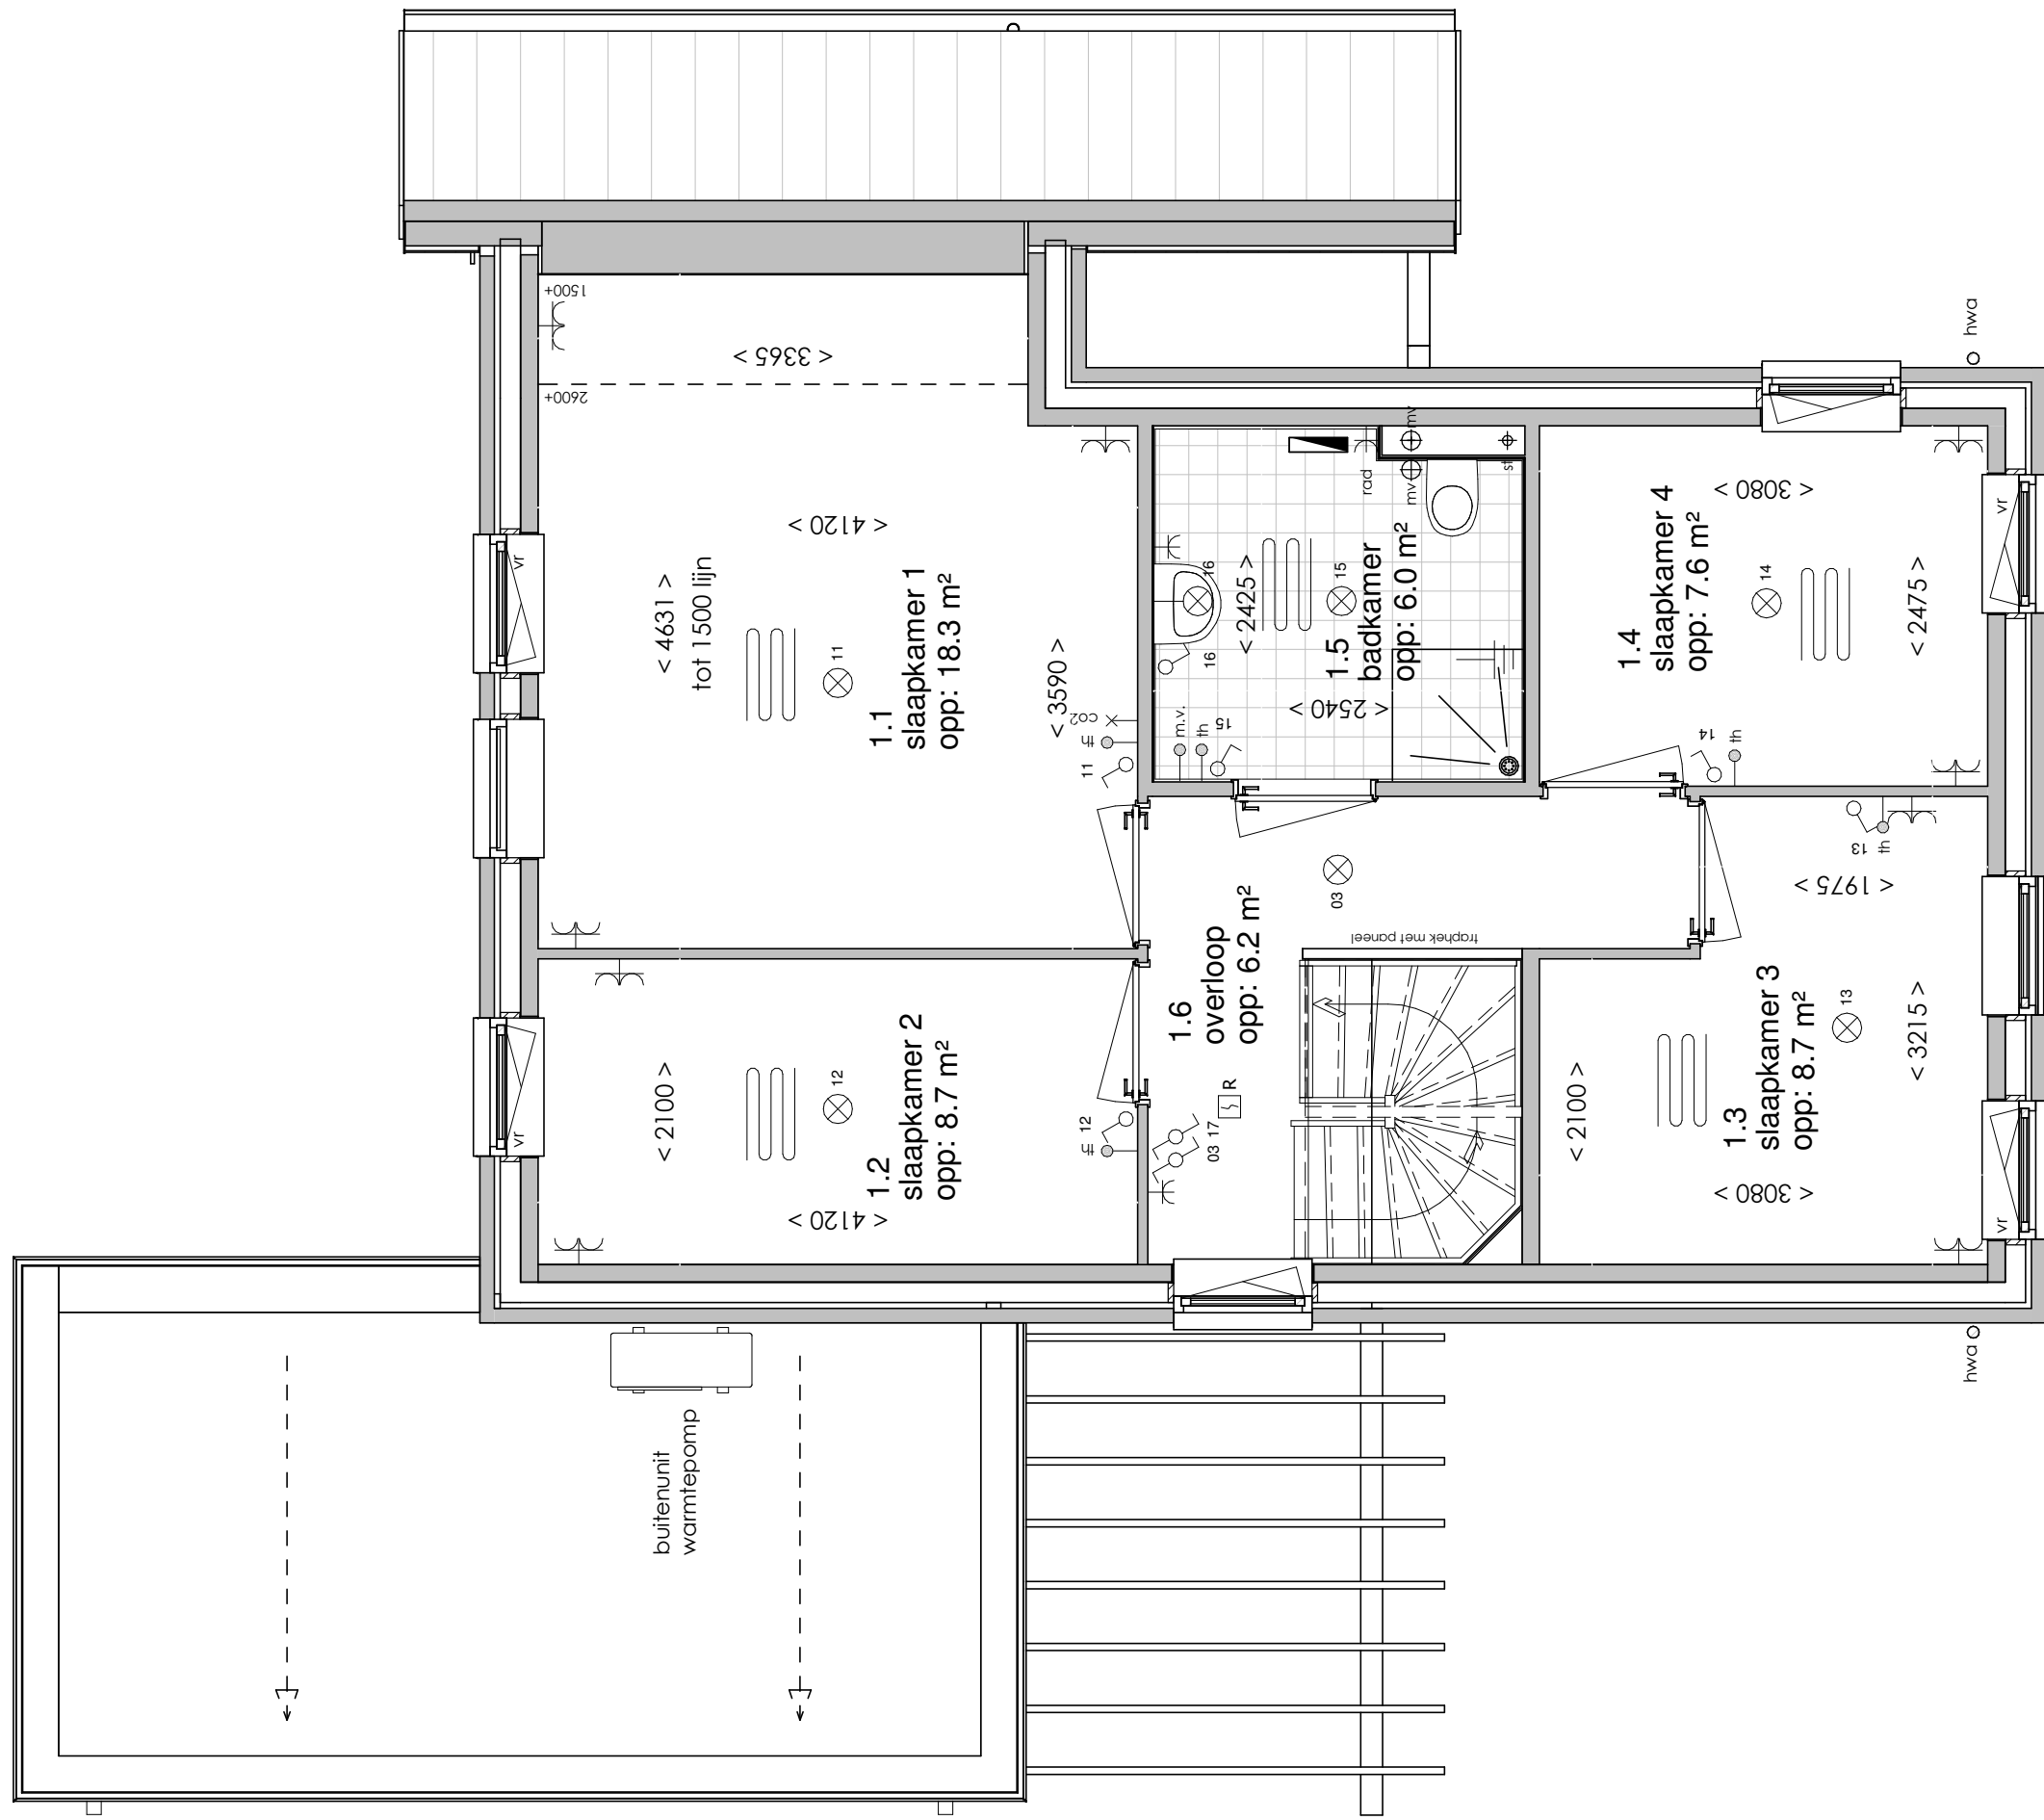 1500+
2600+
< 3365 >
< 4120 >
< 4631 >
tot 1500 lijn
vr
11
1.1
slaapkamer 1
opp: 18.3 m²
< 3590 >
CO2
th
11
vr
< 2100 >
12
1.2
slaapkamer 2
opp: 8.7 m²
< 4120 >
th
12
mv
mv
st
rad
16
16
< 2425 >
15
1.5
badkamer
opp: 6.0 m²
< 2540 >
m.v.
th
15
< 3080 >
1.4
slaapkamer 4
opp: 7.6 m²
14
< 2475 >
vr
14
th
hwa
03
1.6
overloop
opp: 6.2 m²
traphek met paneel
R
03 17
13
th
< 1975 >
13
1.3
slaapkamer 3
opp: 8.7 m²
< 2100 >
< 3215 >
< 3080 >
vr
hwa
buitenunit
warmtepomp